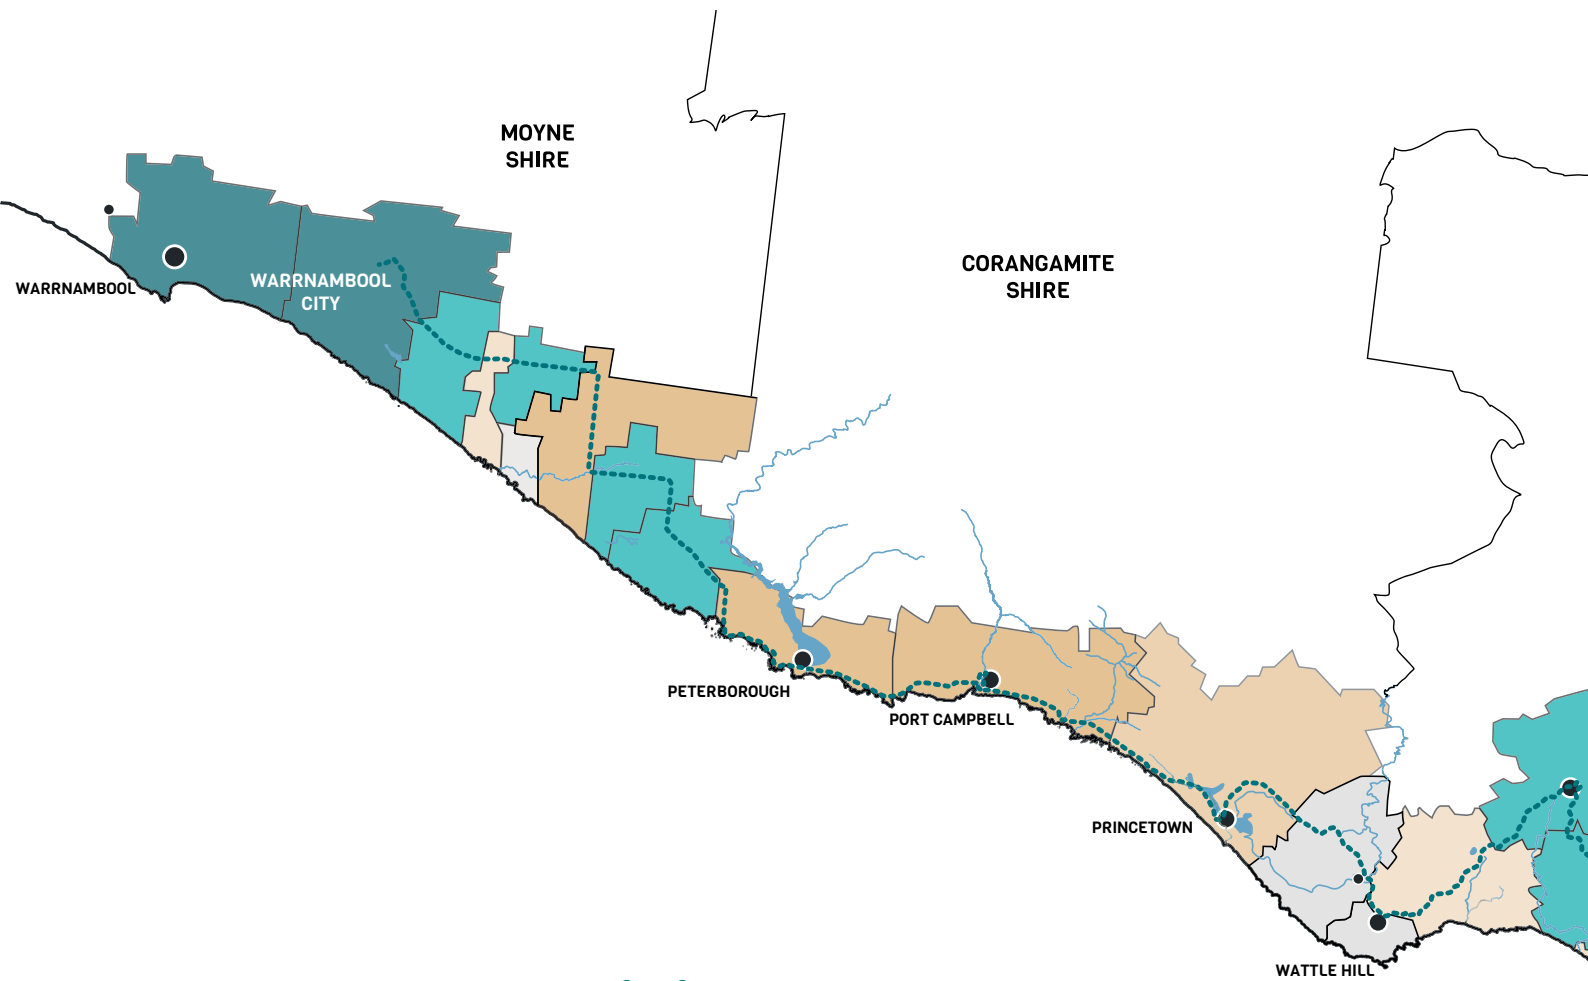 MOYNE
SHIRE
CORANGAMITE
SHIRE
WARRNAMBOOL
WARRNAMBOOL
CITY
PETERBOROUGH
PORT CAMPBELL
PRINCETOWN
WATTLE HILL